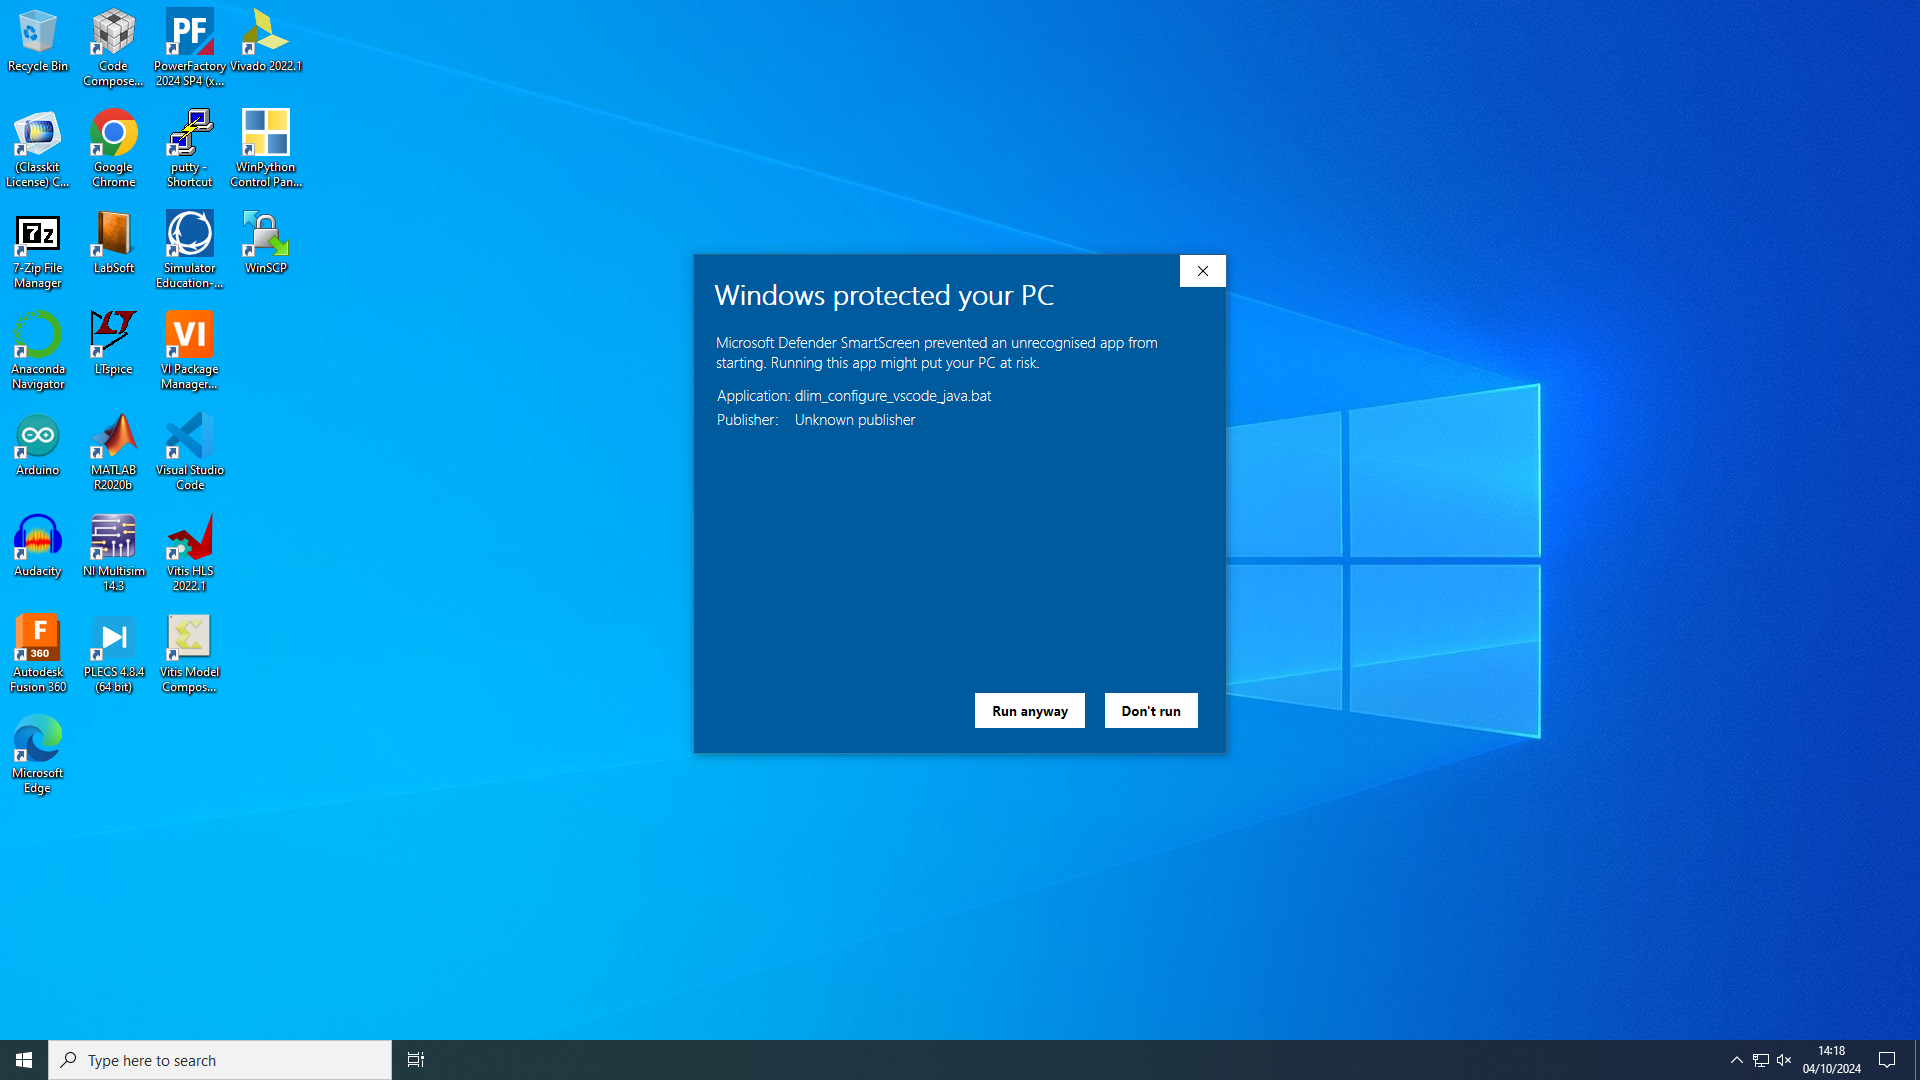 Recycle Bin
Code
Compose...
PF
PowerFactory
2024 SP4 (x...
Vivado 2022.1
(Classkit
License) C...
Google
Chrome
putty -
Shortcut
WinPython
Control Pan...
7z
7-Zip File
Manager
LabSoft
Simulator
Education-...
WinSCP
Anaconda
Navigator
LT
LTspice
VI
VI Package
Manager...
Arduino
MATLAB
R2020b
Visual Studio
Code
Audacity
NI Multisim
14.3
Vitis HLS
2022.1
F
360
Autodesk
Fusion 360
PLECS 4.8.4
(64 bit)
Vitis Model
Compos...
Microsoft
Edge
Windows protected your PC
Microsoft Defender SmartScreen prevented an unrecognised app from
starting. Running this app might put your PC at risk.
Application: dlim_configure_vscode_java.bat
Publisher: Unknown publisher
Run anyway
Don't run
Type here to search
14:18
04/10/2024